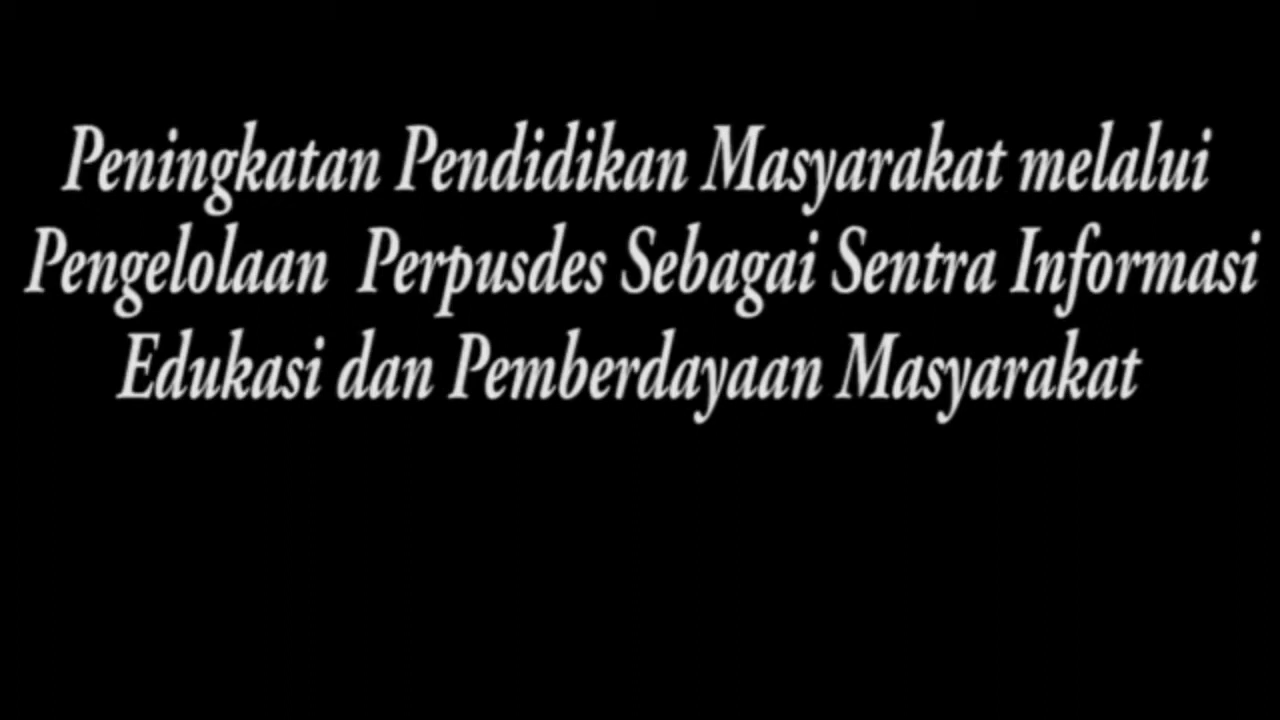 Peningkatan Pendidikan Masyarakat melalui
Pengelolaan  Perpusdes Sebagai Sentra Informasi
Edukasi dan Pemberdayaan Masyarakat